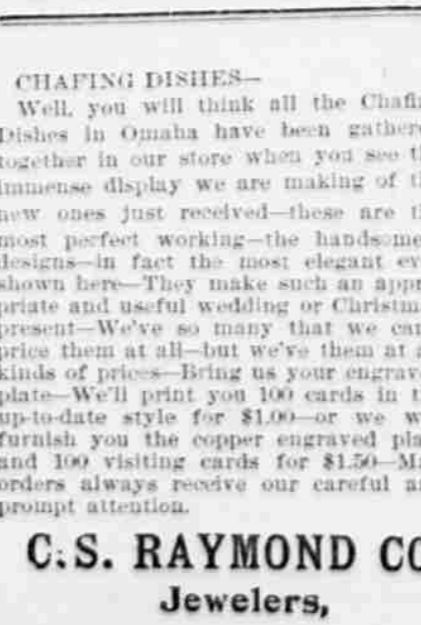 CHAFING DISHES—
Well, you will think all the Chafin
Dishes in Omaha have been gathere
together in our store when you see th
immense display we are making of th
new ones just received—these are th
most perfect working—the handsome
designs—in fact the most elegant eve
shown here—They make such an appr
priate and useful wedding or Christm
present—We've so many that we can
price them at all—but we've them at a
kinds of prices—Bring us your engrav
plate—We'll print you 100 cards in t
up-to-date style for $1.00—or we w
furnish you the copper engraved pla
and 100 visiting cards for $1.50—Ma
orders always receive our careful a
prompt attention.
C. S. RAYMOND CO
Jewelers,